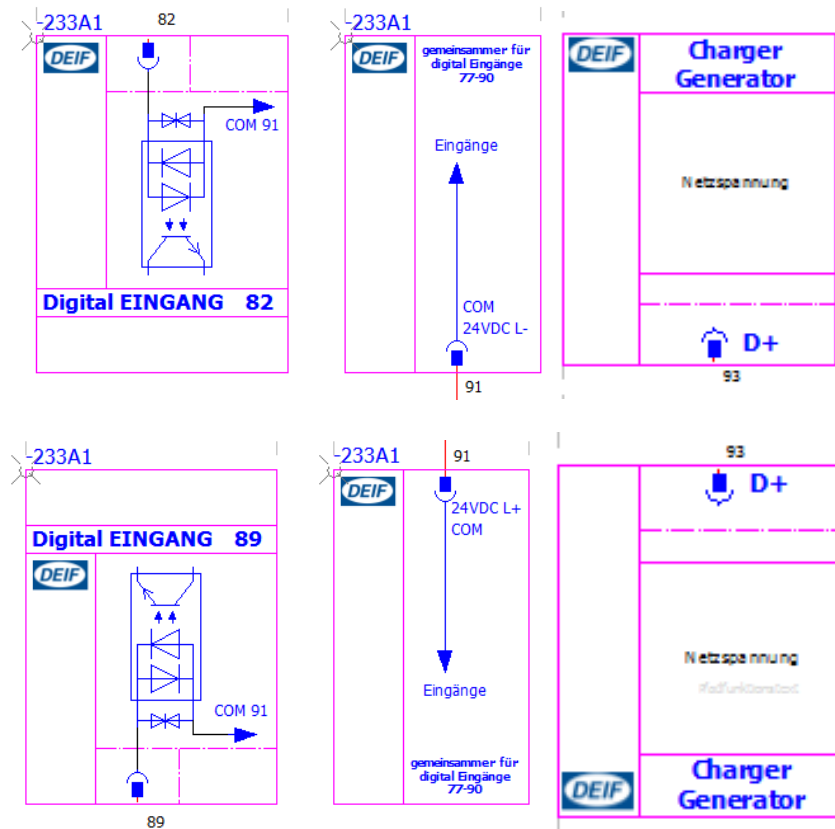 -233A1
82
DEIF
COM 91
Digital EINGANG 82
-233A1
DEIF
gemeinsammer für
digital Eingänge
77-90
Eingänge
COM
24VDC L-
91
DEIF
Charger
Generator
Netzspannung
D+
93
-233A1
Digital EINGANG 89
DEIF
COM 91
89
-233A1
91
DEIF
24VDC L+
COM
Eingänge
gemeinsammer für
digital Eingänge
77-90
93
D+
Netzspannung
DEIF
Charger
Generator